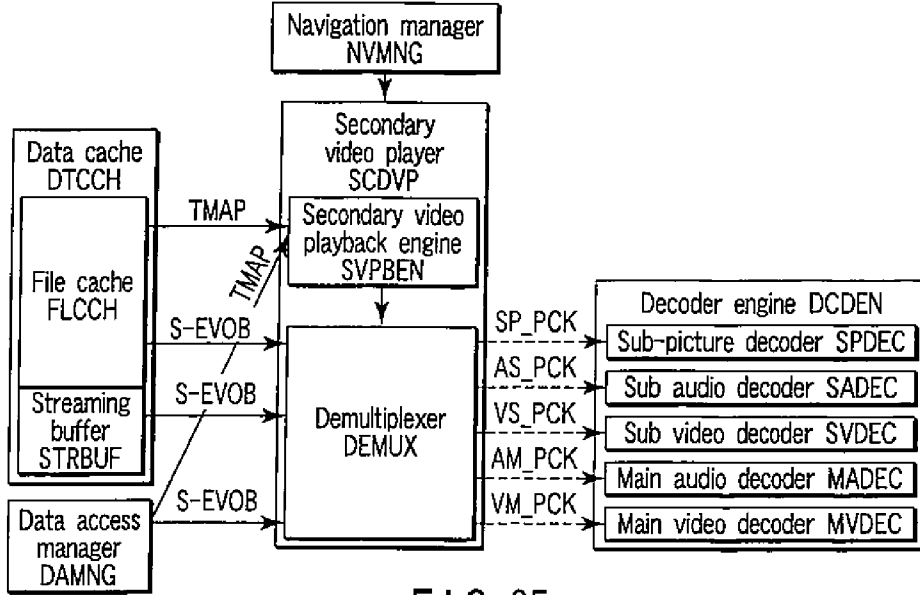 Navigation manager
NVMNG
Secondary
video player
SCDVP
Data cache
DTCCH
TMAP
Secondary video
playback engine
SVPBEN
TMAP
File cache
FLCCH
Decoder engine DCDEN
S-EVOB
SP_PCK
Sub-picture decoder SPDEC
AS_PCK
Sub audio decoder SADEC
Streaming
buffer
STRBUF
S-EVOB
Demultiplexer
DEMUX
VS_PCK
Sub video decoder SVDEC
AM_PCK
Main audio decoder MADEC
Data access
manager
DAMNG
S-EVOB
VM_PCK
Main video decoder MVDEC